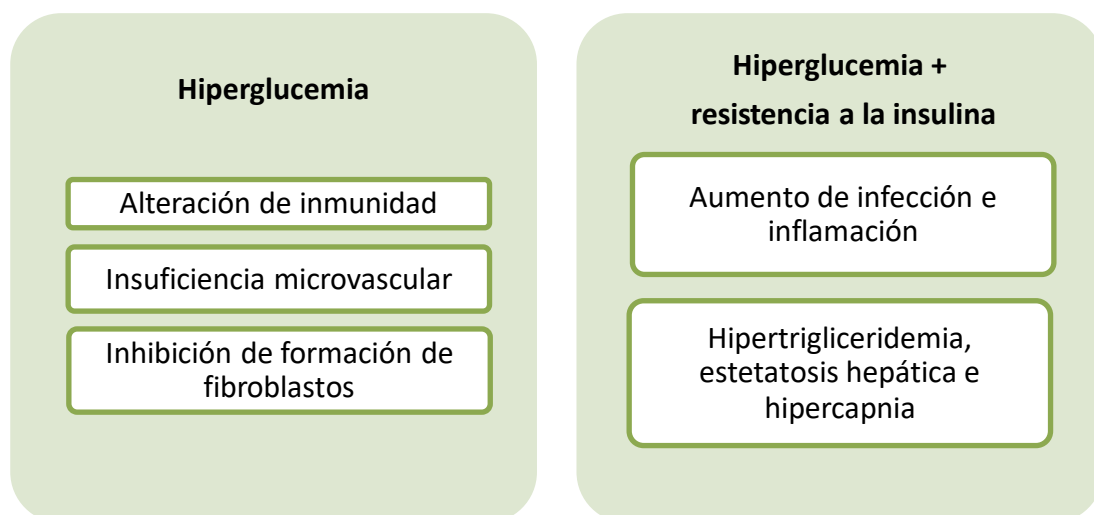 Hiperglucemia
Alteración de inmunidad
Insuficiencia microvascular
Inhibición de formación de
fibroblastos
Hiperglucemia +
resistencia a la insulina
Aumento de infección e
inflamación
Hipertrigliceridemia,
estetatosis hepática e
hipercapnia